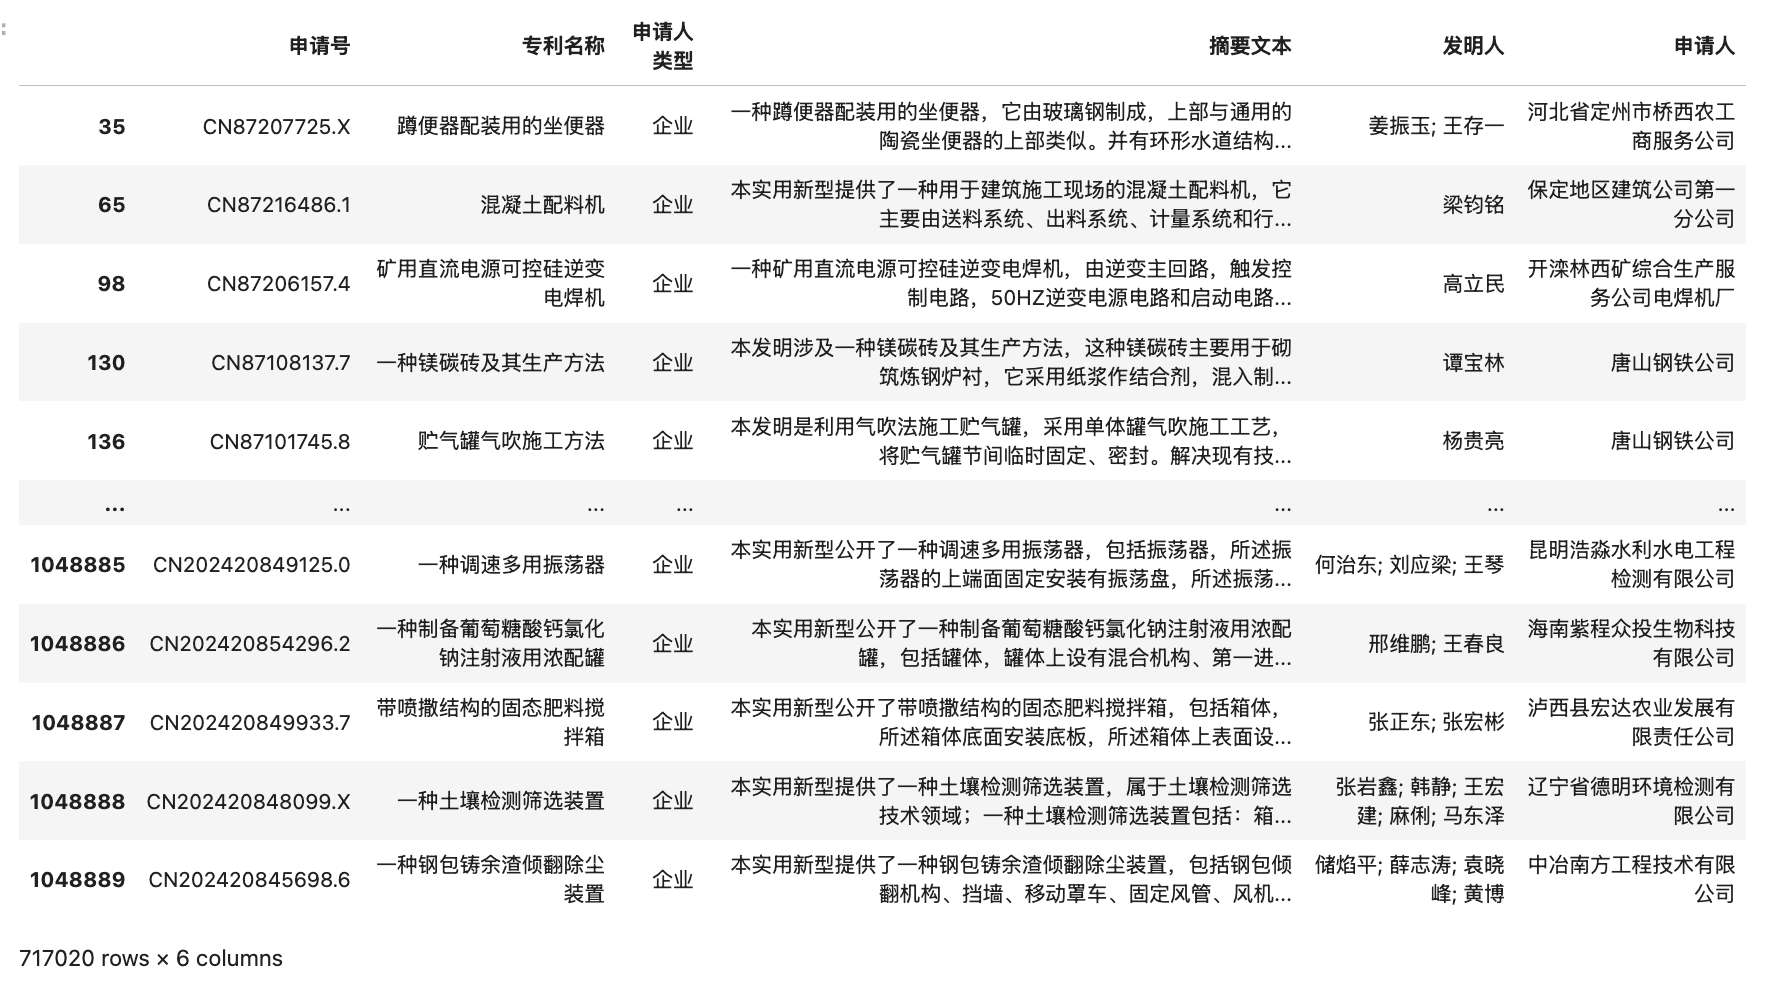 申请号 专利名称 申请人类型 摘要文本 发明人 申请人
35 CN87207725.X 蹲便器配装用的坐便器 企业 一种蹲便器配装用的坐便器，它由玻璃钢制成，上部与通用的陶瓷坐便器的上部类似。并有环形水道结构... 姜振玉; 王存一 河北省定州市桥西农工商服务公司
65 CN87216486.1 混凝土配料机 企业 本实用新型提供了一种用于建筑施工现场的混凝土配料机，它主要由送料系统、出料系统、计量系统和行... 梁钧铭 保定地区建筑公司第一分公司
98 CN87206157.4 矿用直流电源可控硅逆变电焊机 企业 一种矿用直流电源可控硅逆变电焊机，由逆变主回路，触发控制电路，50HZ逆变电源电路和启动电路... 高立民 开滦林西矿综合生产服务公司电焊机厂
130 CN87108137.7 一种镁碳砖及其生产方法 企业 本发明涉及一种镁碳砖及其生产方法，这种镁碳砖主要用于砌筑炼钢炉衬，它采用纸浆作结合剂，混入制... 谭宝林 唐山钢铁公司
136 CN87101745.8 贮气罐气吹施工方法 企业 本发明是利用气吹法施工贮气罐，采用单体罐气吹施工工艺，将贮气罐节间临时固定、密封。解决现有技... 杨贵亮 唐山钢铁公司
... ... ... ... ... ... ...
1048885 CN202420849125.0 一种调速多用振荡器 企业 本实用新型公开了一种调速多用振荡器，包括振荡器，所述振荡器的上端面固定安装有振荡盘，所述振荡... 何治东; 刘应梁; 王琴 昆明浩淼水利水电工程检测有限公司
1048886 CN202420854296.2 一种制备葡萄糖酸钙氯化钠注射液用浓配罐 企业 本实用新型公开了一种制备葡萄糖酸钙氯化钠注射液用浓配罐，包括罐体，罐体上设有混合机构、第一进... 邢维鹏; 王春良 海南紫程众投生物科技有限公司
1048887 CN202420849933.7 带喷撒结构的固态肥料搅拌箱 企业 本实用新型公开了带喷撒结构的固态肥料搅拌箱，包括箱体，所述箱体底面安装底板，所述箱体上表面设... 张正东; 张宏彬 泸西县宏达农业发展有限责任公司
1048888 CN202420848099.X 一种土壤检测筛选装置 企业 本实用新型提供了一种土壤检测筛选装置，属于土壤检测筛选技术领域；一种土壤检测筛选装置包括：箱... 张岩鑫; 韩静; 王宏建; 麻俐; 马东泽 辽宁省德明环境检测有限公司
1048889 CN202420845698.6 一种钢包铸余渣倾翻除尘装置 企业 本实用新型提供了一种钢包铸余渣倾翻除尘装置，包括钢包倾翻机构、挡墙、移动罩车、固定风管、风机... 储焰平; 薛志涛; 袁晓峰; 黄博 中冶南方工程技术有限公司
717020 rows × 6 columns